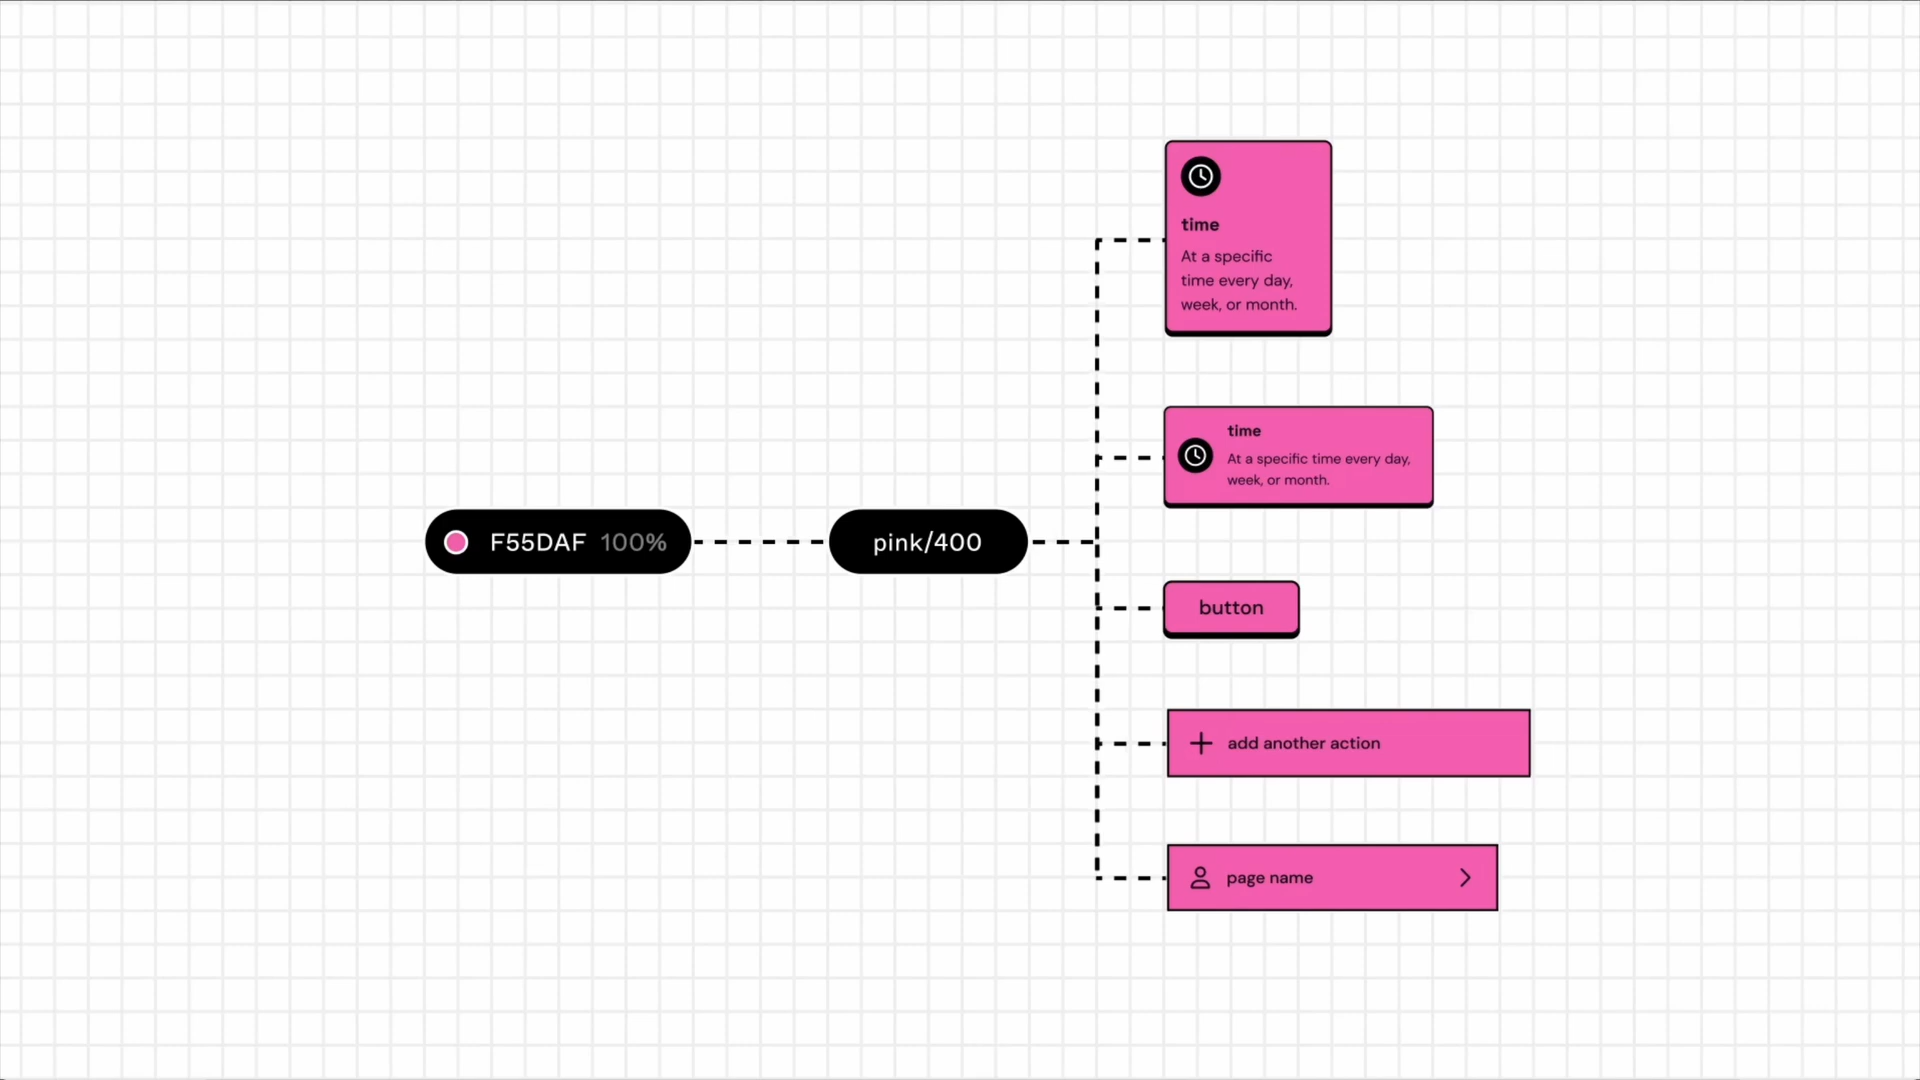 F55DAF 100%
pink/400
time
At a specific
time every day,
week, or month.
time
At a specific time every day,
week, or month.
button
add another action
page name